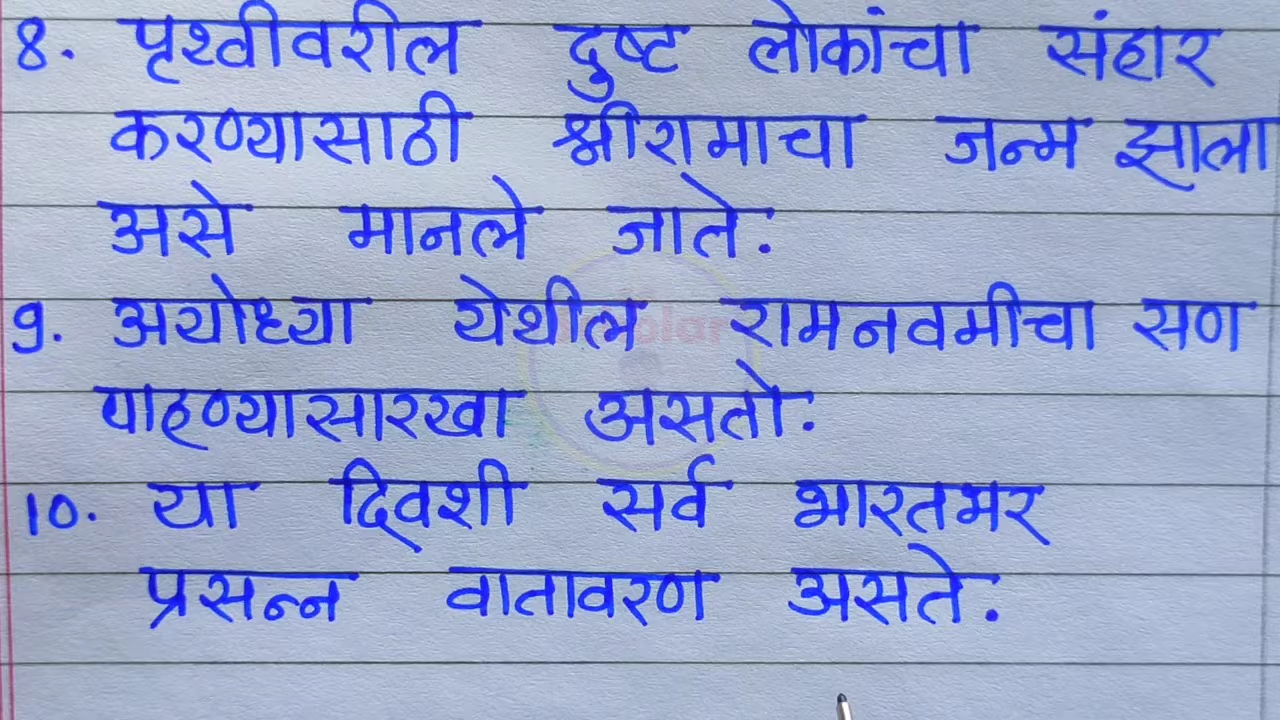 8. पृथ्वीवरील दुष्ट लोकांचा संहार
करण्यासाठी श्रीरामाचा जन्म झाला
असे मानले जाते.
9. अयोध्या येथील रामनवमीचा सण
पाहण्यासारखा असतो.
10. या दिवशी सर्व भारतभर
प्रसन्न वातावरण असते.